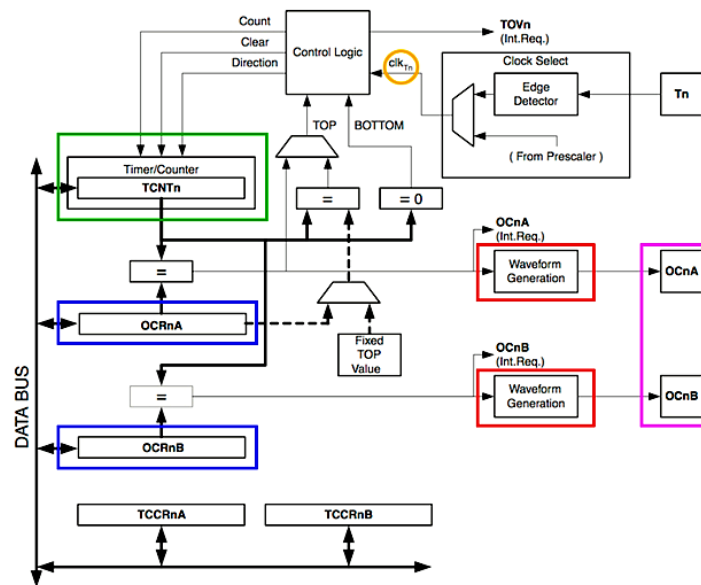 Count
Clear
Direction
Control Logic
TOVn
(Int.Req.)
clkTn
Clock Select
Edge
Detector
Tn
( From Prescaler )
TOP
BOTTOM
Timer/Counter
TCNTn
=
= 0
=
OCnA
(Int.Req.)
Waveform
Generation
OCnA
OCRnA
Fixed
TOP
Value
OCnB
(Int.Req.)
=
Waveform
Generation
OCnB
OCRnB
DATA BUS
TCCRnA
TCCRnB